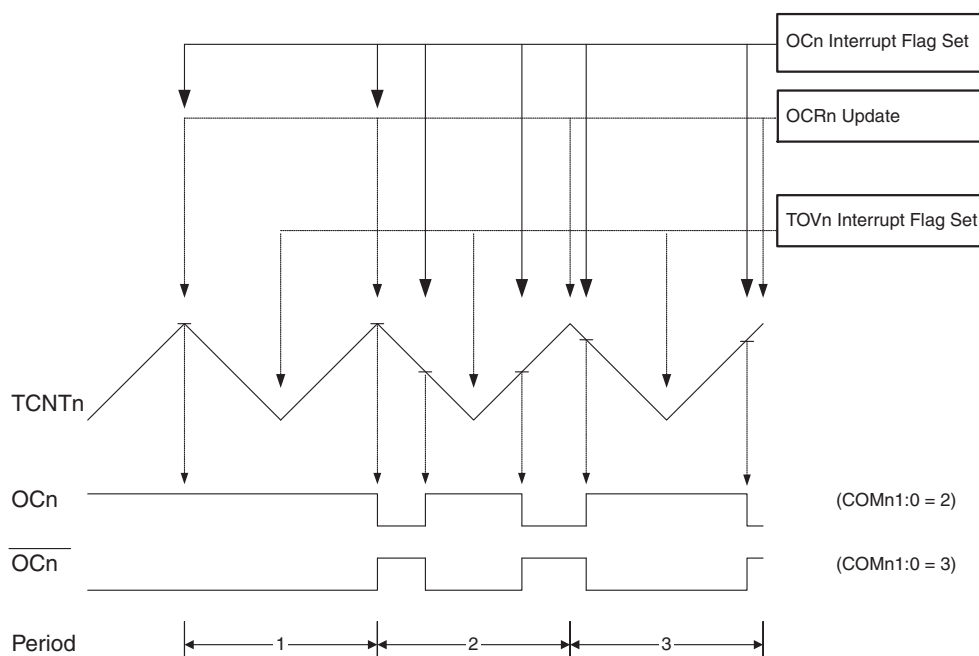 OCn Interrupt Flag Set
OCRn Update
TOVn Interrupt Flag Set
TCNTn
OCn (COMn1:0 = 2)
OCn (COMn1:0 = 3)
Period 1 2 3